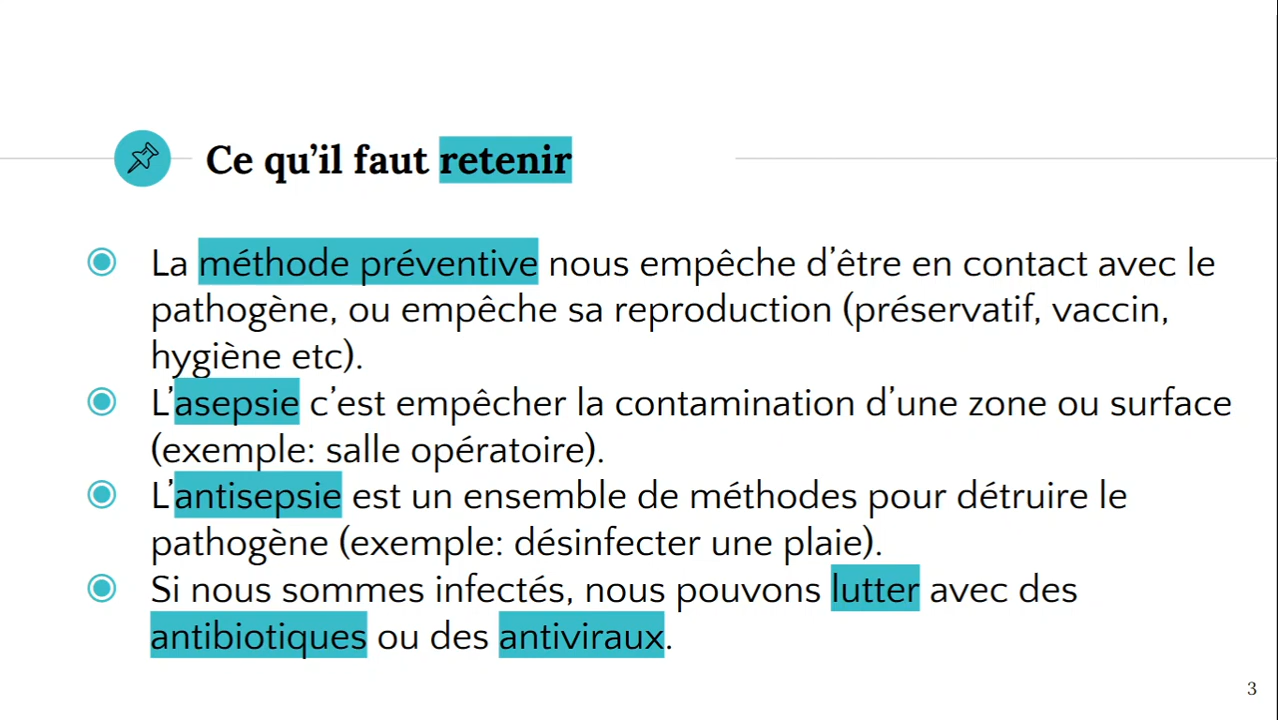 Ce qu’il faut retenir
La méthode préventive nous empêche d’être en contact avec le
pathogène, ou empêche sa reproduction (préservatif, vaccin,
hygiène etc).
L’asepsie c’est empêcher la contamination d’une zone ou surface
(exemple: salle opératoire).
L’antisepsie est un ensemble de méthodes pour détruire le
pathogène (exemple: désinfecter une plaie).
Si nous sommes infectés, nous pouvons lutter avec des
antibiotiques ou des antiviraux.
3